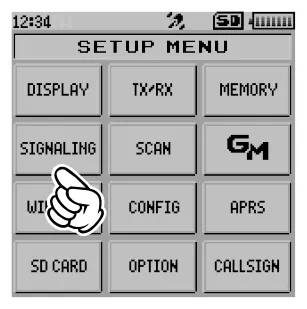 12:34 SD
SETUP MENU
DISPLAY TX/RX MEMORY
SIGNALING SCAN GM
CONFIG APRS
SD CARD OPTION CALLSIGN